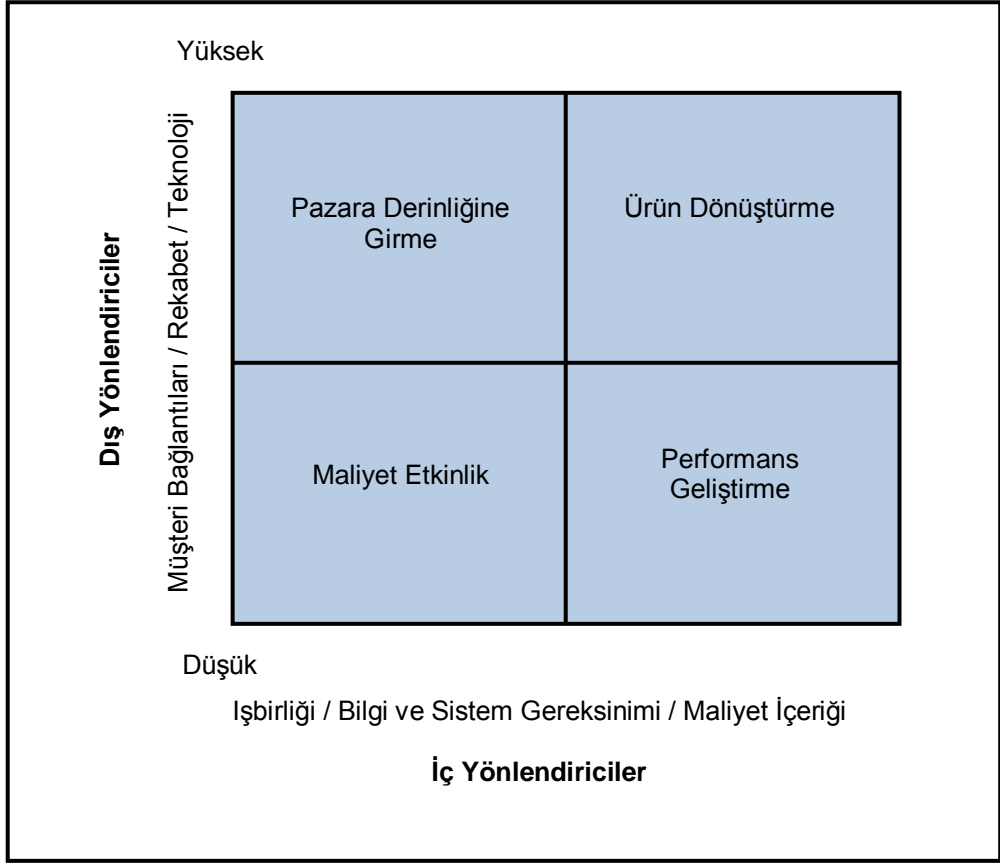 Yüksek
Dış Yönlendiriciler
Müşteri Bağlantıları / Rekabet / Teknoloji
Pazara Derinliğine
Girme
Ürün Dönüştürme
Maliyet Etkinlik
Performans
Geliştirme
Düşük
Işbirliği / Bilgi ve Sistem Gereksinimi / Maliyet İçeriği
İç Yönlendiriciler